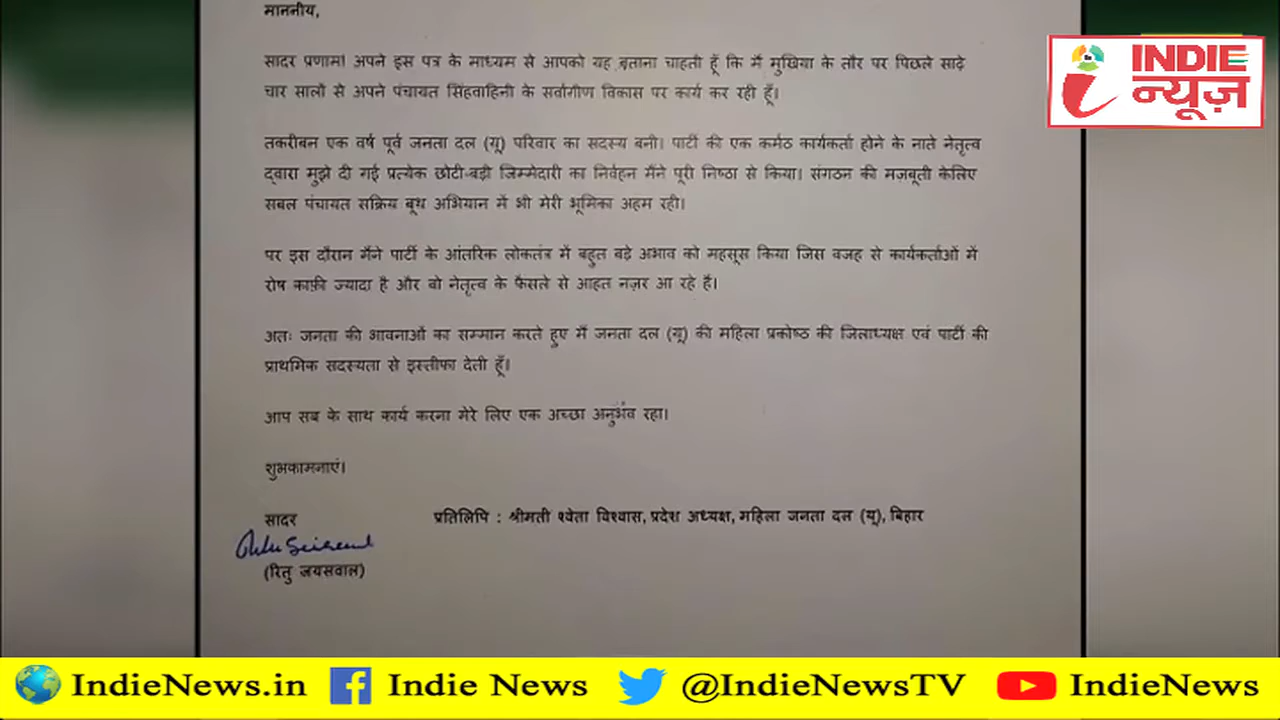 माननीय,
सादर प्रणाम! अपने इस पत्र के माध्यम से आपको यह बताना चाहती हूँ कि मैं मुखिया के तौर पर पिछले साढ़े
चार सालों से अपने पंचायत सिंहवाहिनी के सर्वांगीण विकास पर कार्य कर रही हूँ।
तकरीबन एक वर्ष पूर्व जनता दल (यू) परिवार का सदस्य बनी। पार्टी की एक कर्मठ कार्यकर्ता होने के नाते नेतृत्व
द्वारा मुझे दी गई प्रत्येक छोटी-बड़ी जिम्मेदारी का निर्वहन मैंने पूरी निष्ठा से किया। संगठन की मज़बूती केलिए
सबल पंचायत सक्रिय बूथ अभियान में भी मेरी भूमिका अहम रही।
पर इस दौरान मैंने पार्टी के आंतरिक लोकतंत्र में बहुत बड़े अभाव को महसूस किया जिस वजह से कार्यकर्ताओं में
रोष काफ़ी ज्यादा है और वो नेतृत्व के फैसले से आहत नज़र आ रहे हैं।
अतः जनता की भावनाओं का सम्मान करते हुए मैं जनता दल (यू) की महिला प्रकोष्ठ की जिलाध्यक्ष एवं पार्टी की
प्राथमिक सदस्यता से इस्तीफा देती हूँ।
आप सब के साथ कार्य करना मेरे लिए एक अच्छा अनुभव रहा।
शुभकामनाएं।
सादर
प्रतिलिपि : श्रीमती श्वेता विश्वास, प्रदेश अध्यक्ष, महिला जनता दल (यू), बिहार
(रितु जयसवाल)
INDIE
न्यूज़
IndieNews.in Indie News @IndieNewsTV IndieNews